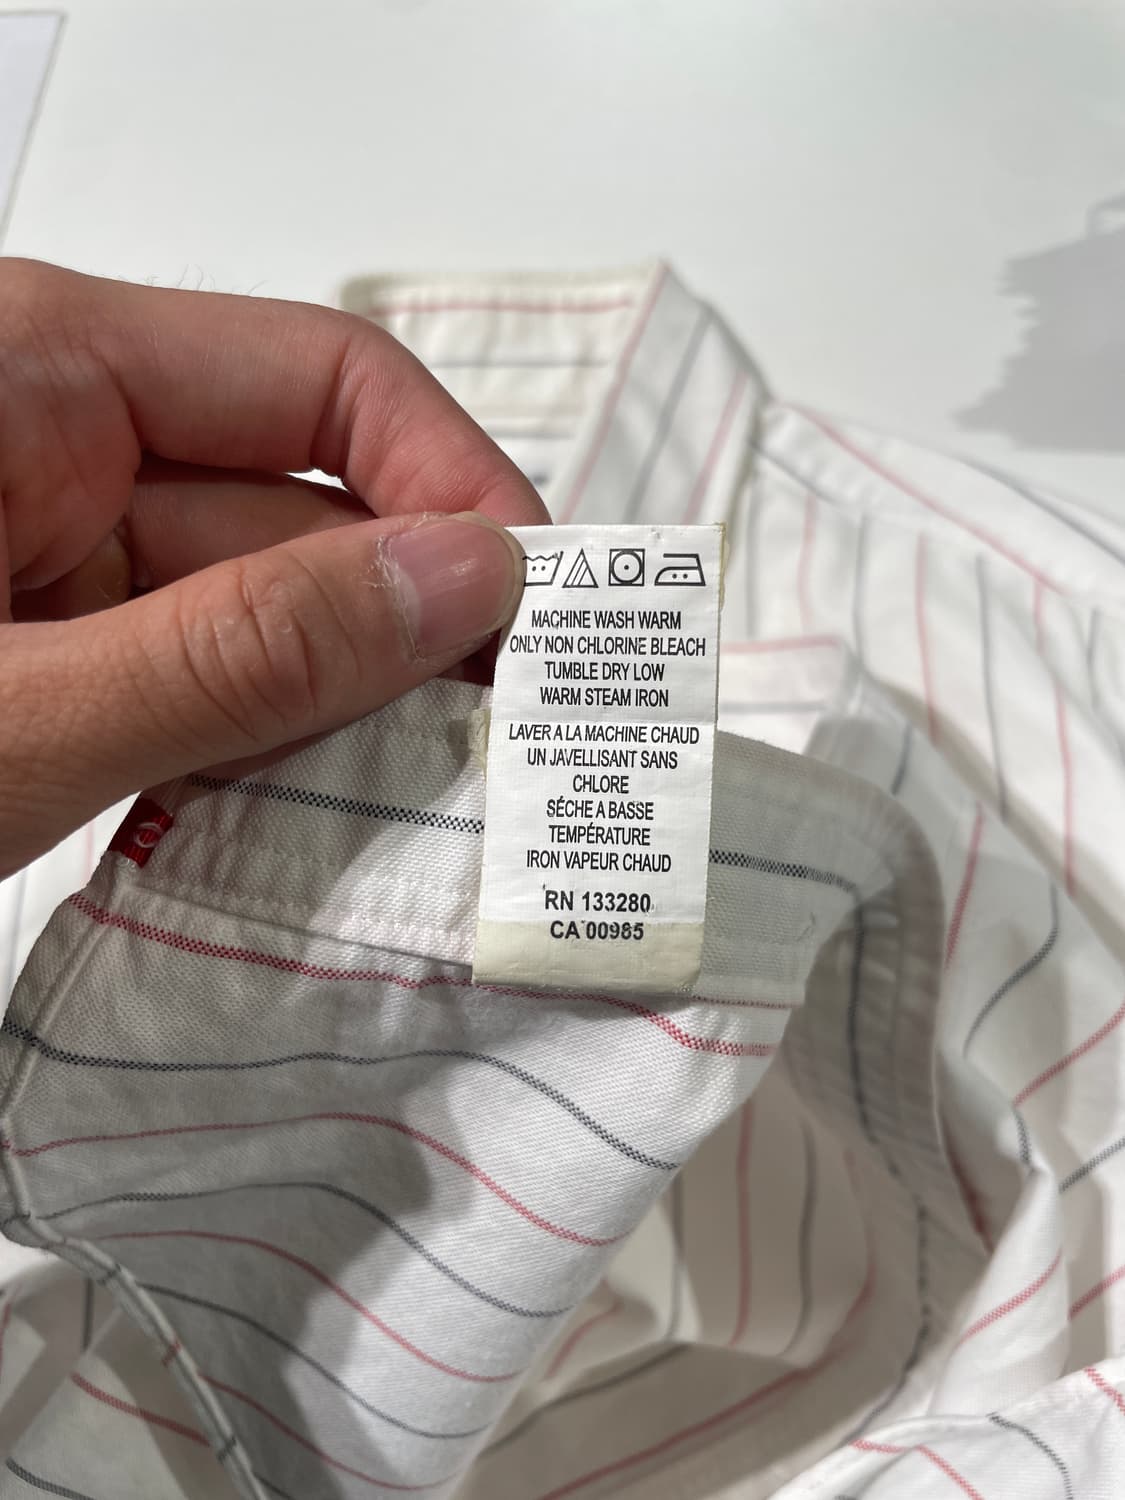 MACHINE WASH WARM
ONLY NON CHLORINE BLEACH
TUMBLE DRY LOW
WARM STEAM IRON
LAVER A LA MACHINE CHAUD
UN JAVELLISANT SANS
CHLORE
SÉCHE A BASSE
TEMPÉRATURE
IRON VAPEUR CHAUD
RN 133280
CA 00985